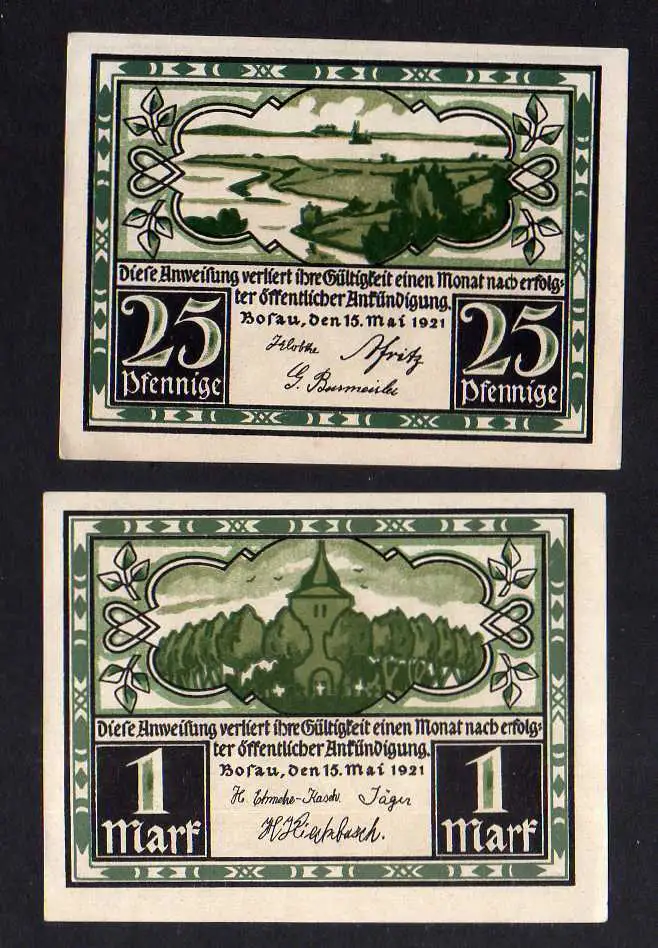 Diese Anweisung verliert ihre Gültigkeit einen Monat nach erfolg-
ter öffentlicher Ankündigung.
Bosau, den 15. Mai 1921
25
Pfennige
25
Pfennige
Fritz
G. Burmeister
Diese Anweisung verliert ihre Gültigkeit einen Monat nach erfolg-
ter öffentlicher Ankündigung.
Bosau, den 15. Mai 1921
1
Mark
1
Mark
Jäger